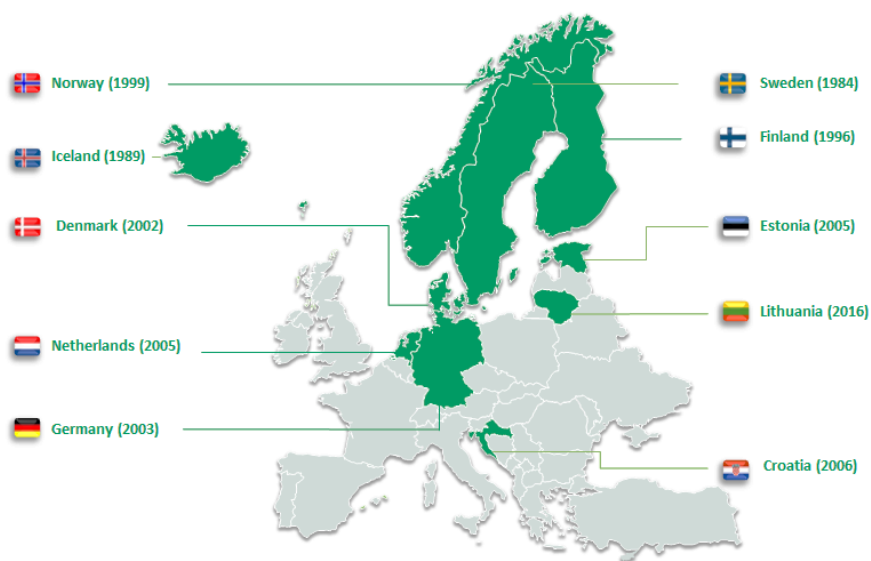 Norway (1999)
Sweden (1984)
Finland (1996)
Iceland (1989)
Denmark (2002)
Estonia (2005)
Lithuania (2016)
Netherlands (2005)
Germany (2003)
Croatia (2006)